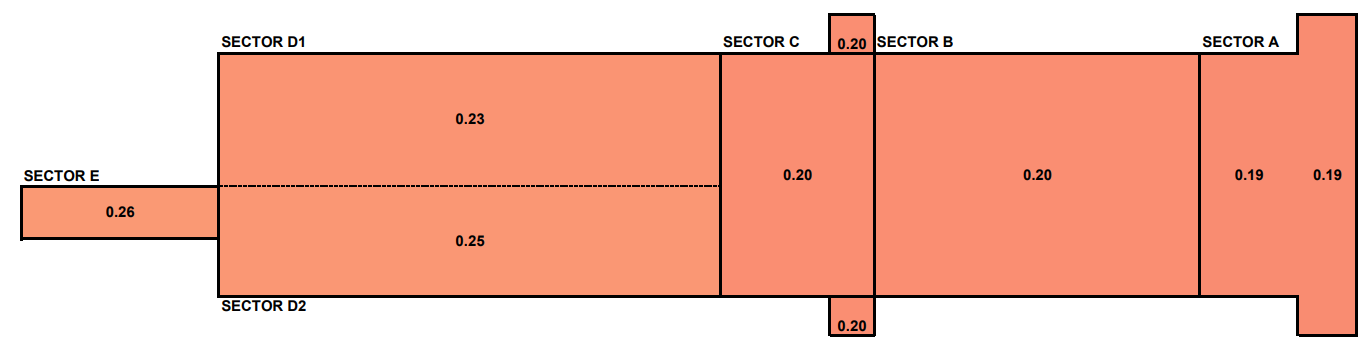 SECTOR D1
SECTOR C
0.20
SECTOR B
SECTOR A
0.23
SECTOR E
0.20
0.20
0.19
0.19
0.26
0.25
SECTOR D2
0.20